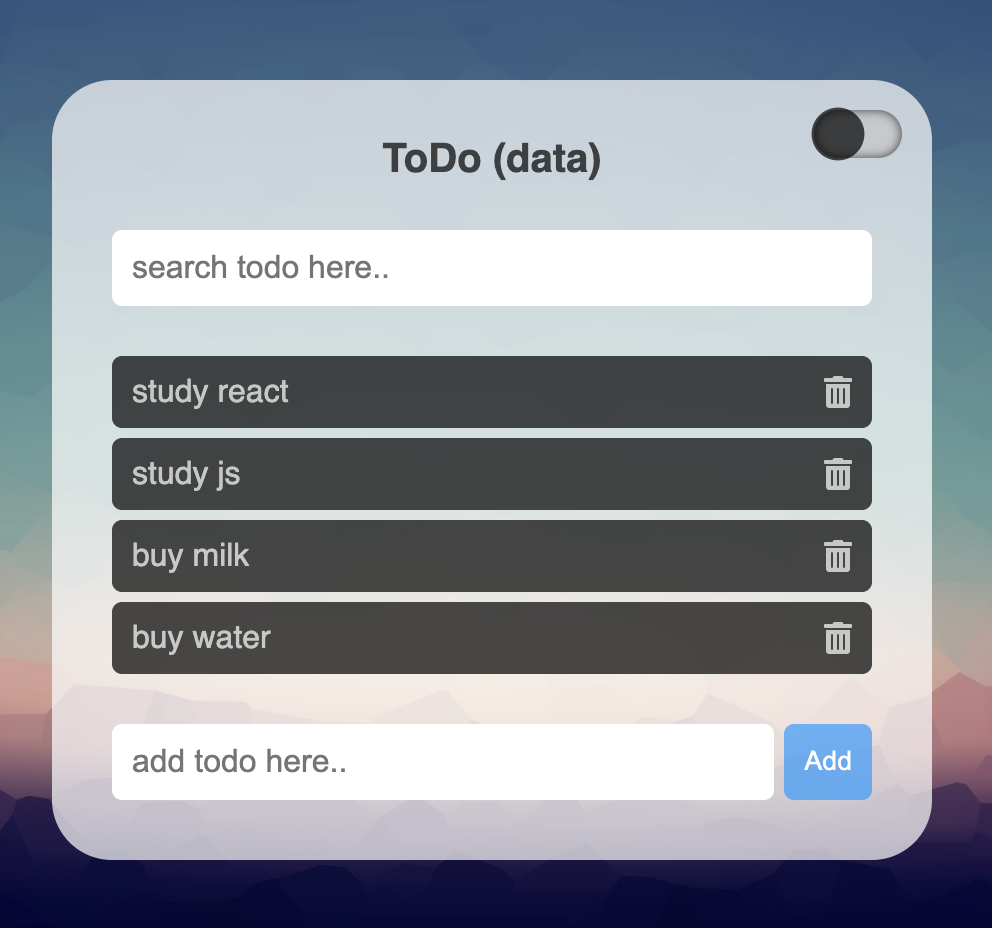 ToDo (data)
search todo here..
study react
study js
buy milk
buy water
add todo here..
Add